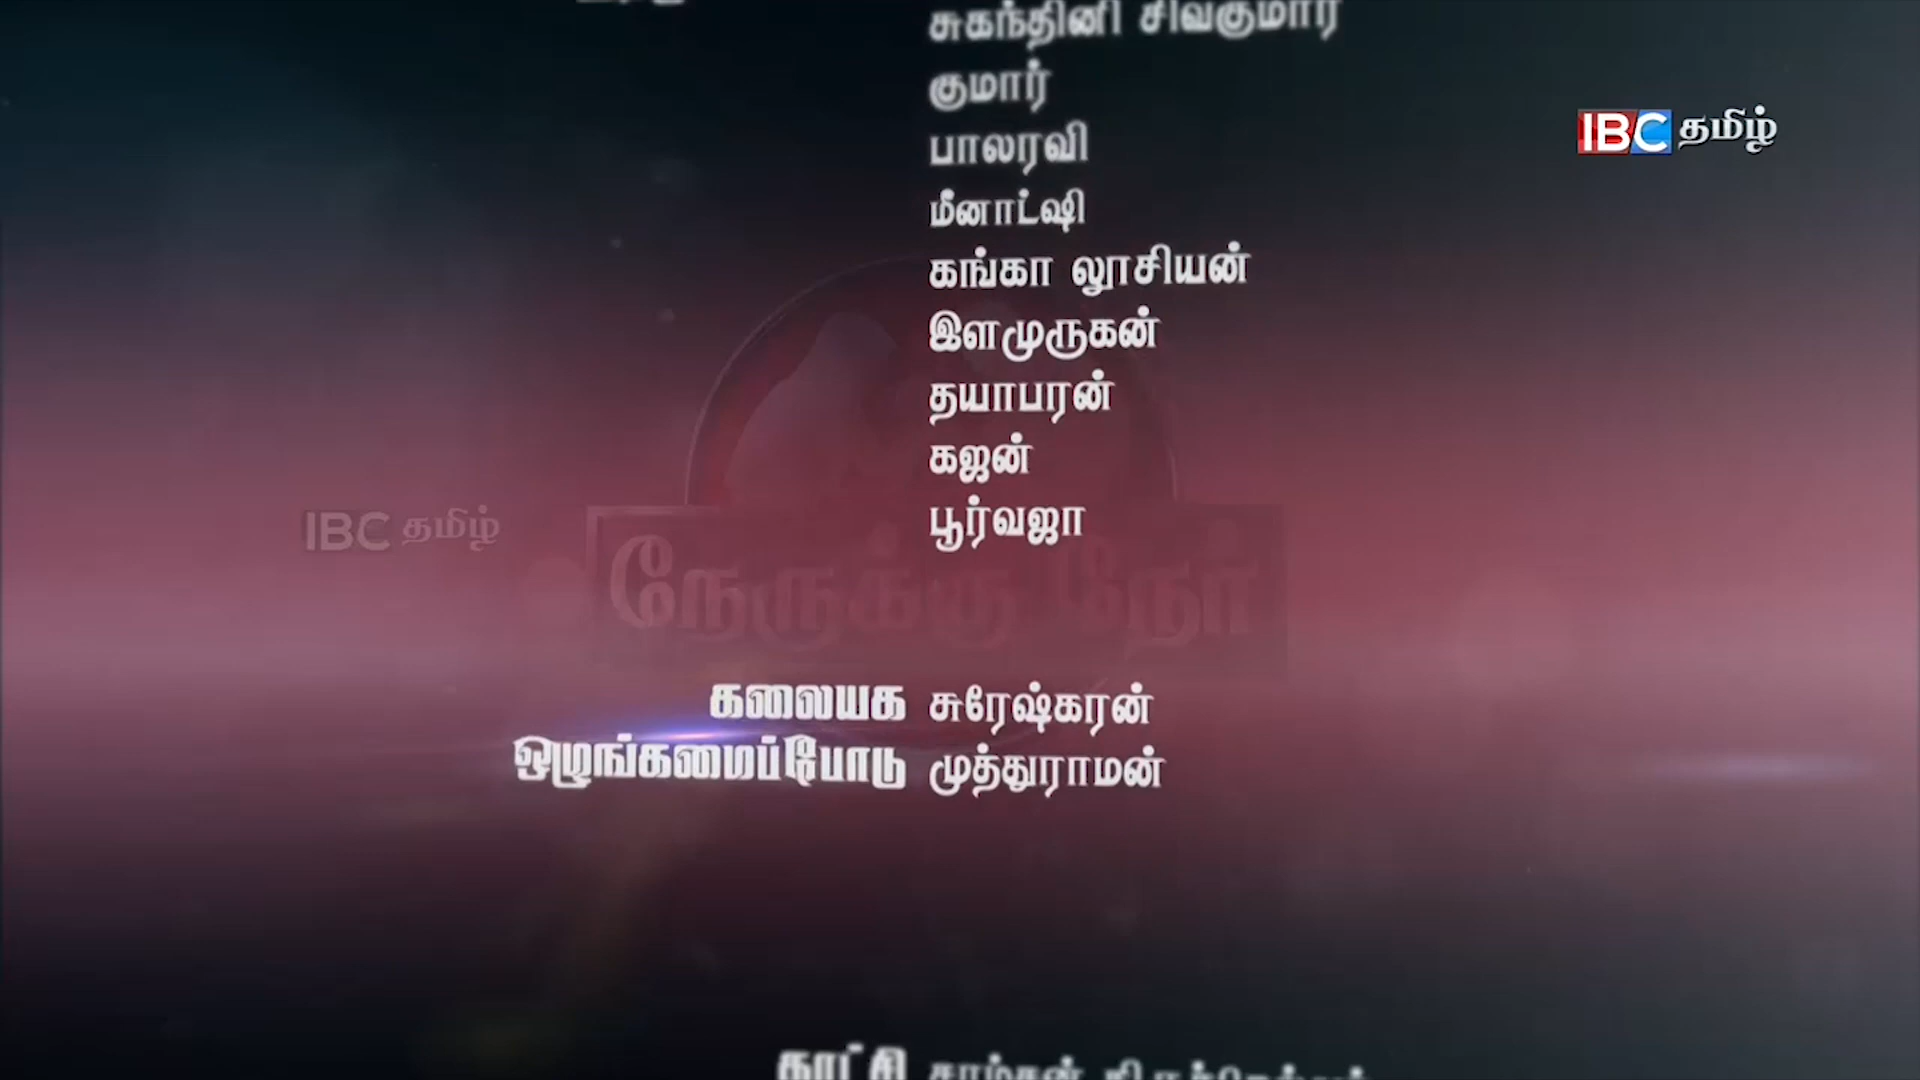 சுகந்தினி சிவகுமார்
குமார்
IBC தமிழ்
பாலரவி
மீனாட்ஷி
கங்கா லூசியன்
இளமுருகன்
தயாபரன்
கஜன்
பூர்வஜா
IBC தமிழ்
நேருக்கு நேர்
கலையக சுரேஷ்கரன்
ஒழுங்கமைப்போடு முத்துராமன்
காட்சி